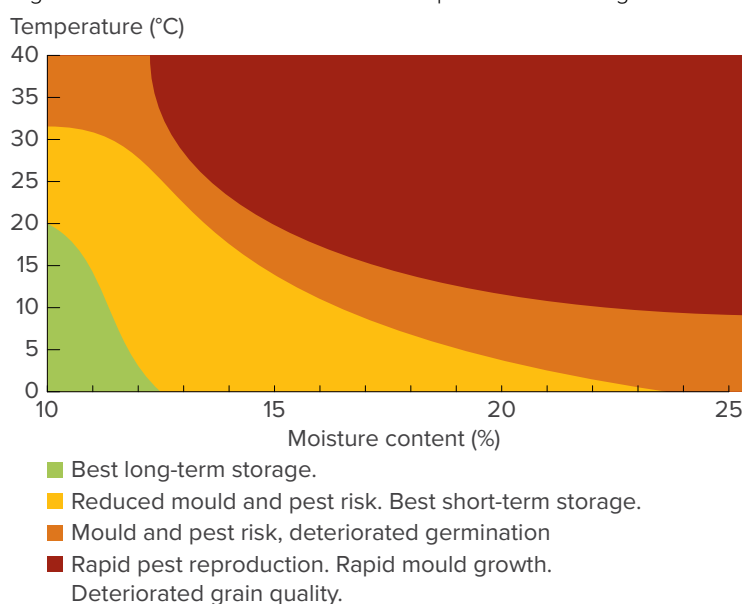 Temperature (°C)
40
35
30
25
20
15
10
5
0
10
15
20
25
Moisture content (%)
Best long-term storage.
Reduced mould and pest risk. Best short-term storage.
Mould and pest risk, deteriorated germination
Rapid pest reproduction. Rapid mould growth.
Deteriorated grain quality.